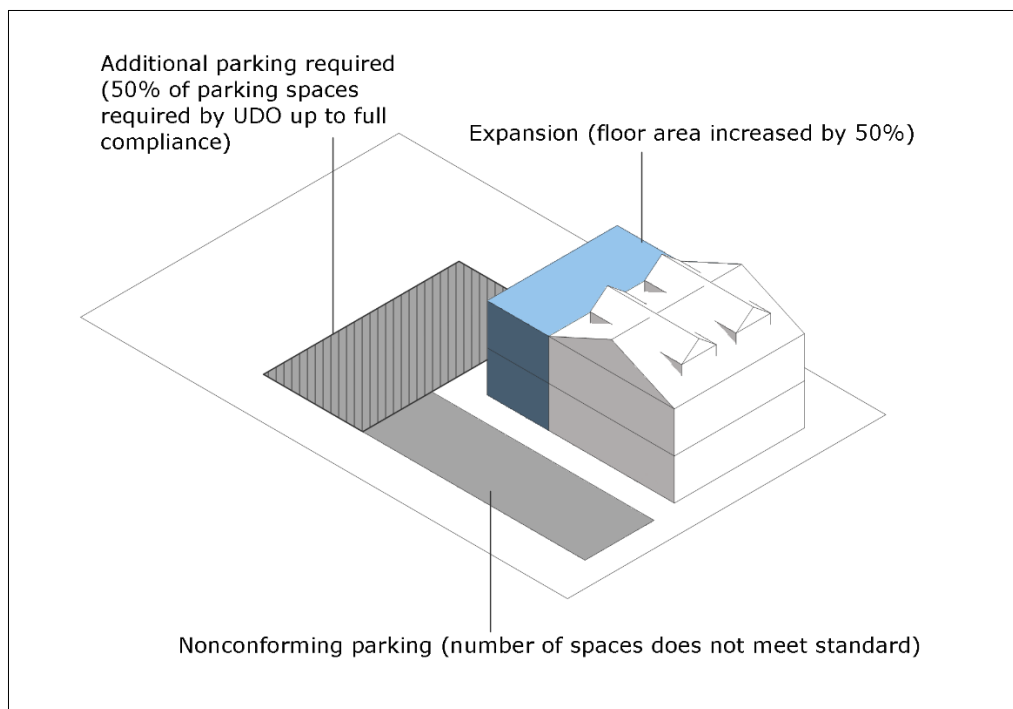 Additional parking required
(50% of parking spaces
required by UDO up to full
compliance)
Expansion (floor area increased by 50%)
Nonconforming parking (number of spaces does not meet standard)